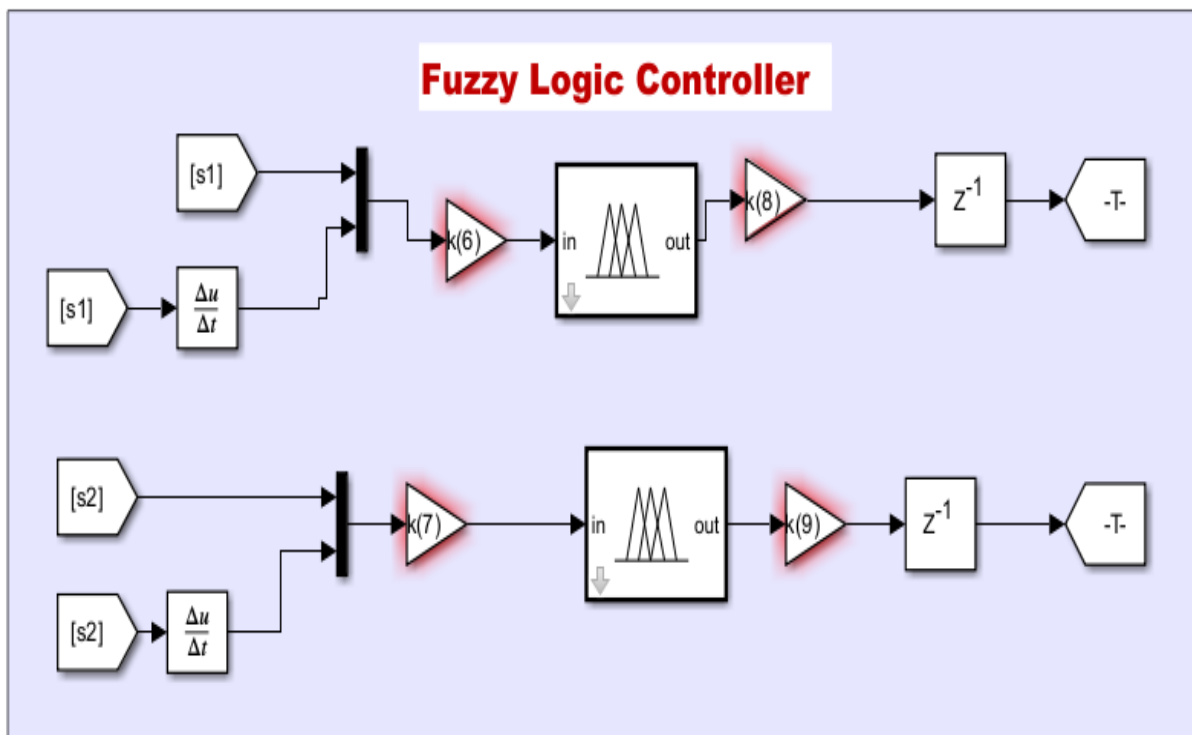 Fuzzy Logic Controller
[s1]
k(6)
in
out
k(8)
Z-1
-T-
[s1]
Δu
Δt
[s2]
k(7)
in
out
k(9)
Z-1
-T-
[s2]
Δu
Δt